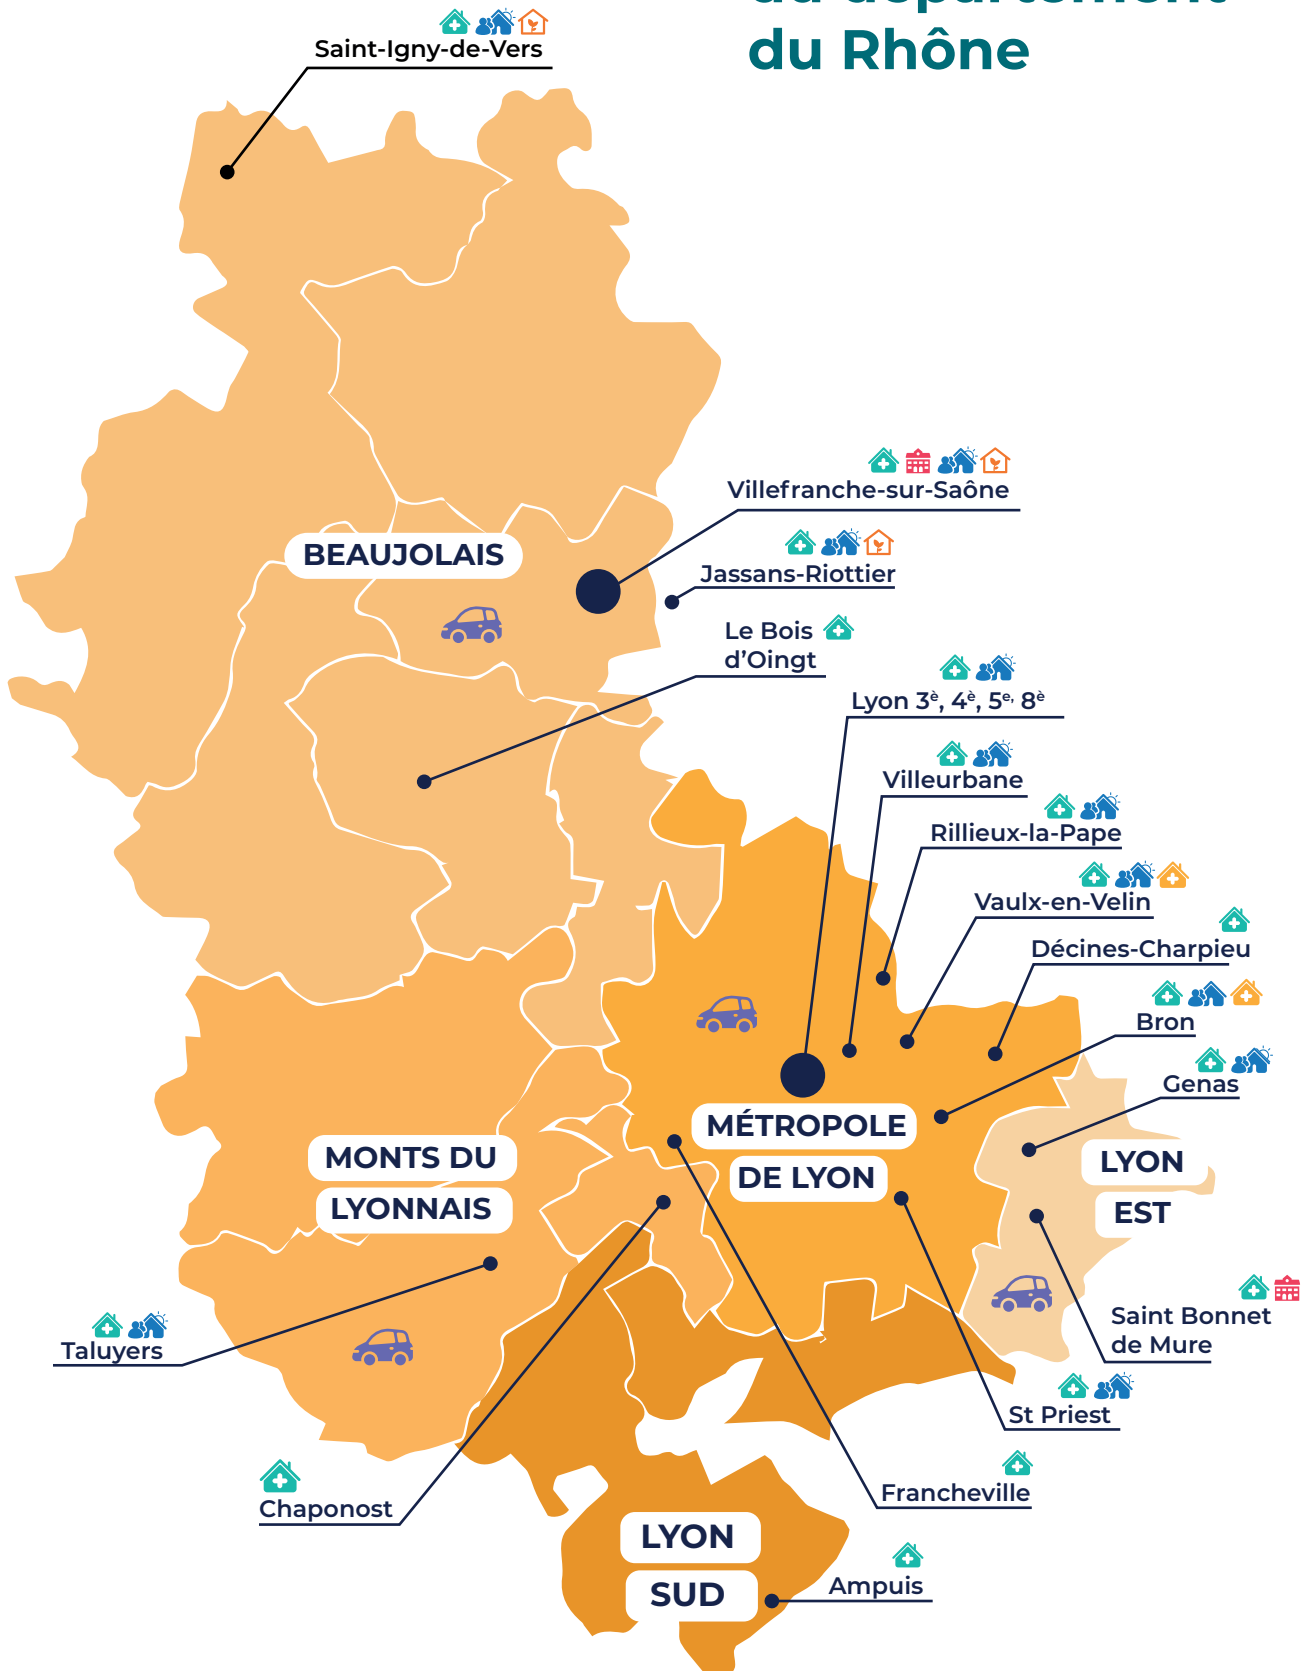 du département
du Rhône
Saint-Igny-de-Vers
Villefranche-sur-Saône
BEAUJOLAIS
Jassans-Riottier
Le Bois
d’Oingt
Lyon 3è, 4è, 5e, 8è
Villeurbane
Rillieux-la-Pape
Vaulx-en-Velin
Décines-Charpieu
Bron
Genas
MÉTROPOLE
DE LYON
MONTS DU
LYONNAIS
LYON
EST
Saint Bonnet
de Mure
Taluyers
St Priest
Francheville
Chaponost
LYON
SUD
Ampuis